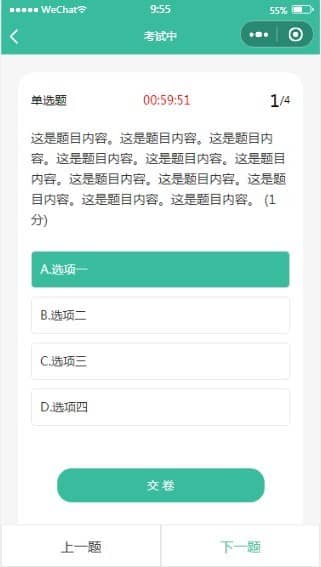 WeChat 9:55 55%
考试中
单选题 00:59:51 1/4
这是题目内容。这是题目内容。这是题目内
容。这是题目内容。这是题目内容。这是题目
内容。这是题目内容。这是题目内容。这是题
目内容。这是题目内容。这是题目内容。 (1
分)
A.选项一
B.选项二
C.选项三
D.选项四
交 卷
上一题 下一题